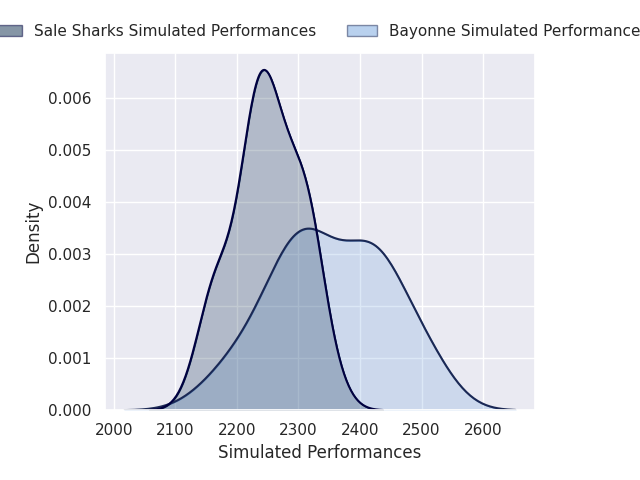 Sale Sharks Simulated Performances
Bayonne Simulated Performance
0.006
0.005
0.004
0.003
0.002
0.001
0.000
Density
2000 2100 2200 2300 2400 2500 2600
Simulated Performances